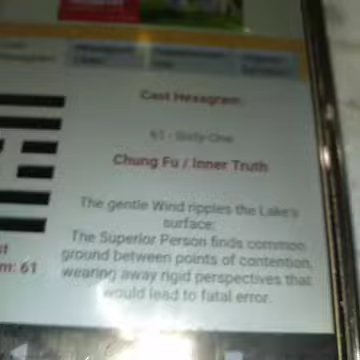 Cast Hexagram:
61 - Sixty-One
Chung Fu / Inner Truth
The gentle Wind ripples the Lake's
surface:
The Superior Person finds common
ground between points of contention,
wearing away rigid perspectives that
would lead to fatal error.
m: 61